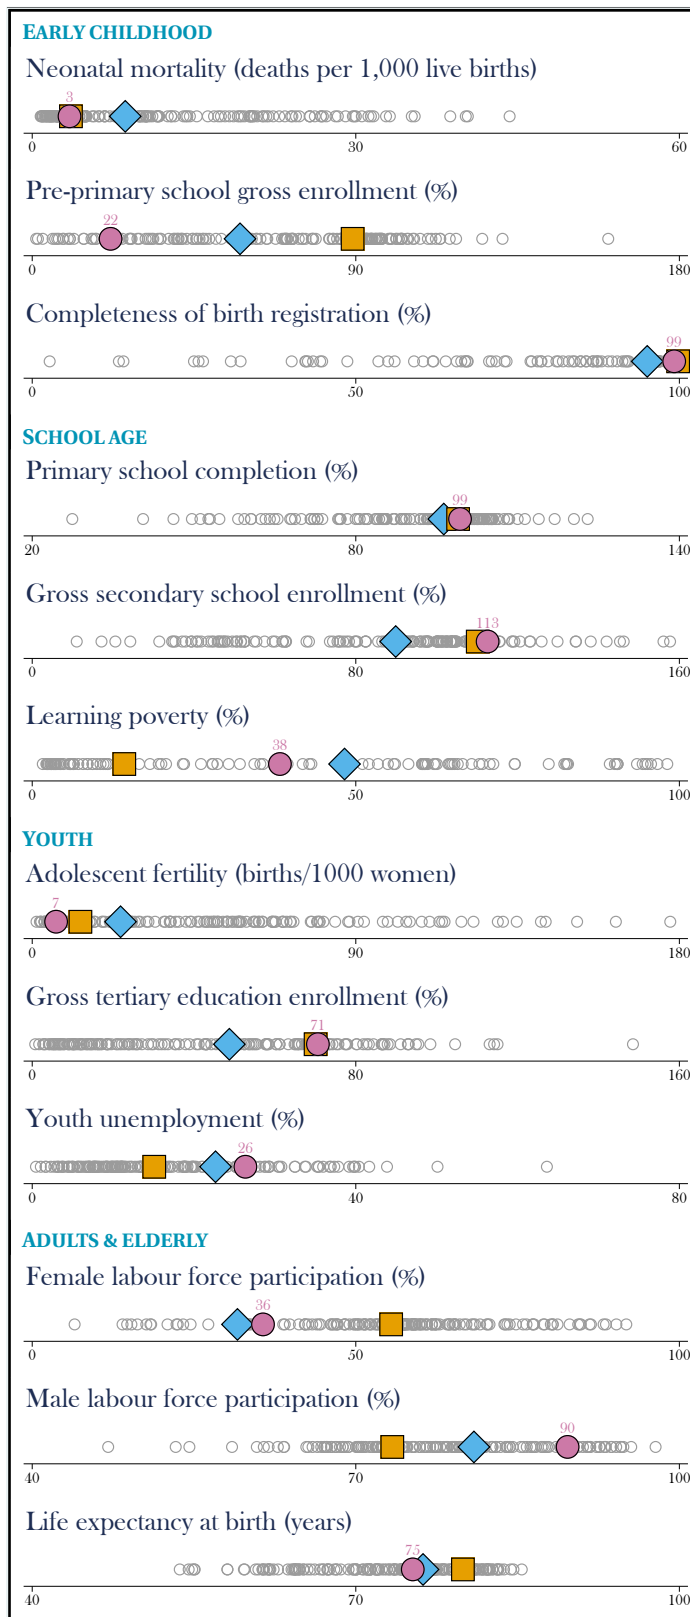 EARLY CHILDHOOD
Neonatal mortality (deaths per 1,000 live births)
3
0 30 60
Pre-primary school gross enrollment (%)
22
0 90 180
Completeness of birth registration (%)
99
0 50 100
SCHOOL AGE
Primary school completion (%)
99
20 80 140
Gross secondary school enrollment (%)
113
0 80 160
Learning poverty (%)
38
0 50 100
YOUTH
Adolescent fertility (births/1000 women)
7
0 90 180
Gross tertiary education enrollment (%)
71
0 80 160
Youth unemployment (%)
26
0 40 80
ADULTS & ELDERLY
Female labour force participation (%)
36
0 50 100
Male labour force participation (%)
90
40 70 100
Life expectancy at birth (years)
75
40 70 100